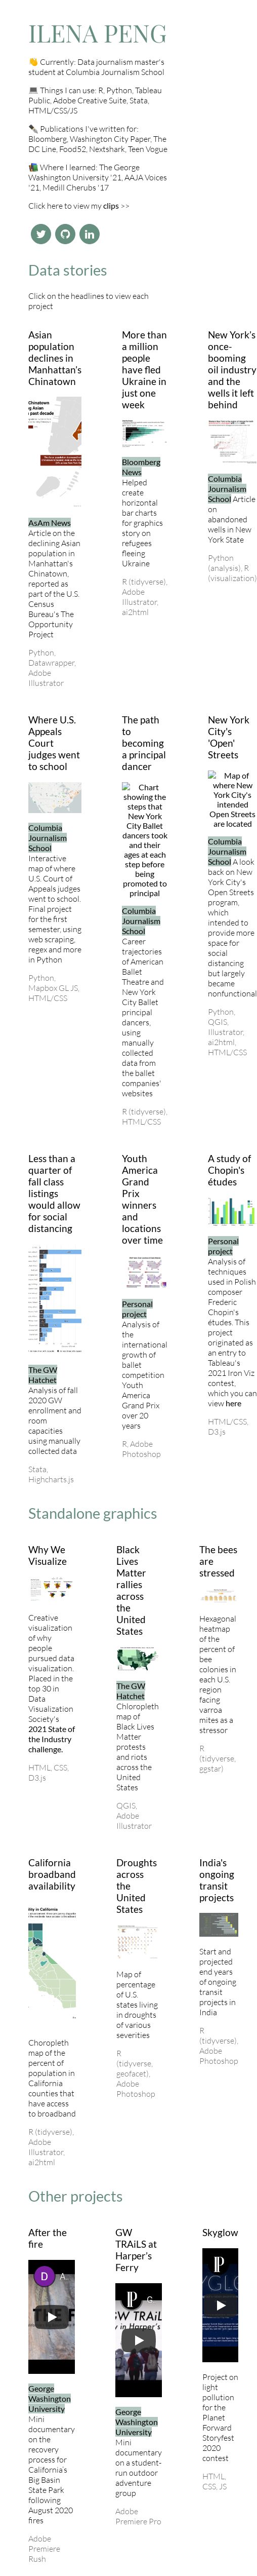 ILENA PENG
👋 Currently: Data journalism master's
student at Columbia Journalism School
💻 Things I can use: R, Python, Tableau
Public, Adobe Creative Suite, Stata,
HTML/CSS/JS
🗞️ Publications I've written for:
Bloomberg, Washington City Paper, The
DC Line, Food52, Nextshark, Teen Vogue
📚 Where I learned: The George
Washington University '21, AAJA Voices
'21, Medill Cherubs '17
Click here to view my clips >>
Data stories
Click on the headlines to view each
project
Asian
population
declines in
Manhattan's
Chinatown
AsAm News
Article on the
declining Asian
population in
Manhattan's
Chinatown,
reported as
part of the U.S.
Census
Bureau's The
Opportunity
Project
Python,
Datawrapper,
Adobe
Illustrator
More than
a million
people
have fled
Ukraine in
just one
week
Bloomberg
News
Helped
create
horizontal
bar charts
for graphics
story on
refugees
fleeing
Ukraine
R (tidyverse),
Adobe
Illustrator,
ai2html
New York's
once-
booming
oil industry
and the
wells it left
behind
Columbia
Journalism
School Article
on
abandoned
wells in New
York State
Python
(analysis), R
(visualization)
Where U.S.
Appeals
Court
judges went
to school
Columbia
Journalism
School
Interactive
map of where
U.S. Court of
Appeals judges
went to school.
Final project
for the first
semester, using
web scraping,
regex and more
in Python
Python,
Mapbox GL JS,
HTML/CSS
The path
to
becoming
a principal
dancer
Chart
showing the
steps that
New York
City Ballet
dancers took
and their
ages at each
step before
being
promoted to
principal
Columbia
Journalism
School
Career
trajectories
of American
Ballet
Theatre and
New York
City Ballet
principal
dancers,
using
manually
collected
data from
the ballet
companies'
websites
R (tidyverse),
HTML/CSS
New York
City's
'Open'
Streets
Map of
where New
York City's
intended
Open Streets
are located
Columbia
Journalism
School A look
back on New
York City's
Open Streets
program,
which
intended to
provide more
space for
social
distancing
but largely
became
nonfunctional
Python,
QGIS,
Illustrator,
ai2html,
HTML/CSS
Less than a
quarter of
fall class
listings
would allow
for social
distancing
The GW
Hatchet
Analysis of fall
2020 GW
enrollment and
room
capacities
using manually
collected data
Stata,
Highcharts.js
Youth
America
Grand
Prix
winners
and
locations
over time
Personal
project
Analysis of
the
international
growth of
ballet
competition
Youth
America
Grand Prix
over 20
years
R, Adobe
Photoshop
A study of
Chopin's
études
Personal
project
Analysis of
techniques
used in Polish
composer
Frederic
Chopin's
études. This
project
originated as
an entry to
Tableau's
2021 Iron Viz
contest,
which you can
view here
HTML/CSS,
D3.js
Standalone graphics
Why We
Visualize
Creative
visualization
of why
people
pursued data
visualization.
Placed in the
top 30 in
Data
Visualization
Society's
2021 State of
the Industry
challenge.
HTML, CSS,
D3.js
Black
Lives
Matter
rallies
across
the
United
States
The GW
Hatchet
Chloropleth
map of
Black Lives
Matter
protests
and riots
across the
United
States
QGIS,
Adobe
Illustrator
The bees
are
stressed
Hexagonal
heatmap
of the
percent of
bee
colonies in
each U.S.
region
facing
varroa
mites as a
stressor
R
(tidyverse,
ggstar)
California
broadband
availability
Choropleth
map of the
percent of
population in
California
counties that
have access
to broadband
R (tidyverse),
Adobe
Illustrator,
ai2html
Droughts
across
the
United
States
Map of
percentage
of U.S.
states living
in droughts
of various
severities
R
(tidyverse,
geofacet),
Adobe
Photoshop
India's
ongoing
transit
projects
Start and
projected
end years
of ongoing
transit
projects in
India
R
(tidyverse),
Adobe
Photoshop
Other projects
After the
fire
George
Washington
University
Mini
documentary
on the
recovery
process for
California's
Big Basin
State Park
following
August 2020
fires
Adobe
Premiere
Rush
GW
TRAiLS at
Harper's
Ferry
George
Washington
University
Mini
documentary
on a student-
run outdoor
adventure
group
Adobe
Premiere Pro
Skyglow
Project on
light
pollution
for the
Planet
Forward
Storyfest
2020
contest
HTML,
CSS, JS